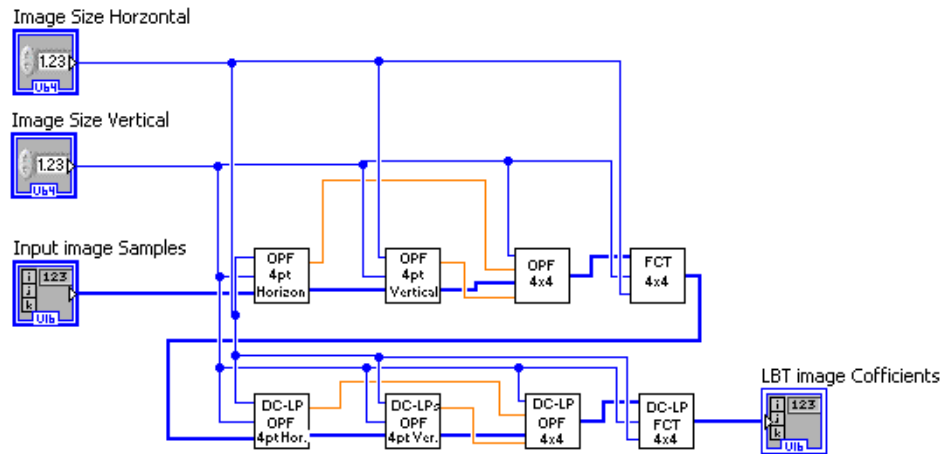 Image Size Horzontal
1.23
U64
Image Size Vertical
1.23
U64
Input image Samples
i
j
k
123
U16
OPF
4pt
Horizon
OPF
4pt
Vertical
OPF
4x4
FCT
4x4
DC-LP
OPF
4ptHor.
DC-LPs
OPF
4pt Ver.
DC-LP
OPF
4x4
DC-LP
FCT
4x4
LBT image Cofficients
i
j
k
123
U16